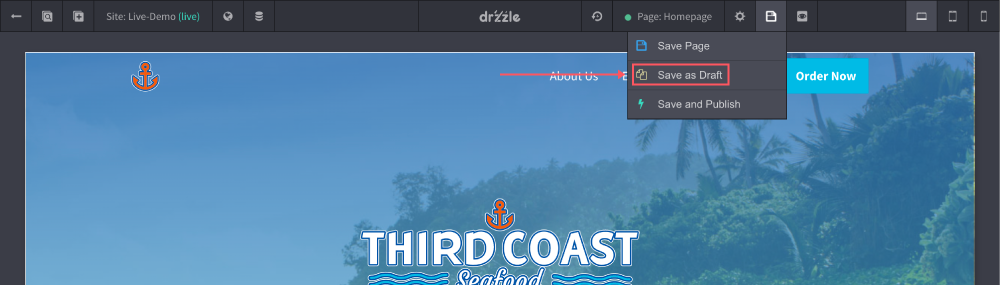 Site: Live-Demo (live)
drizzle
Page: Homepage
Save Page
Save as Draft
Save and Publish
About Us
Order Now
THIRD COAST
Seafood